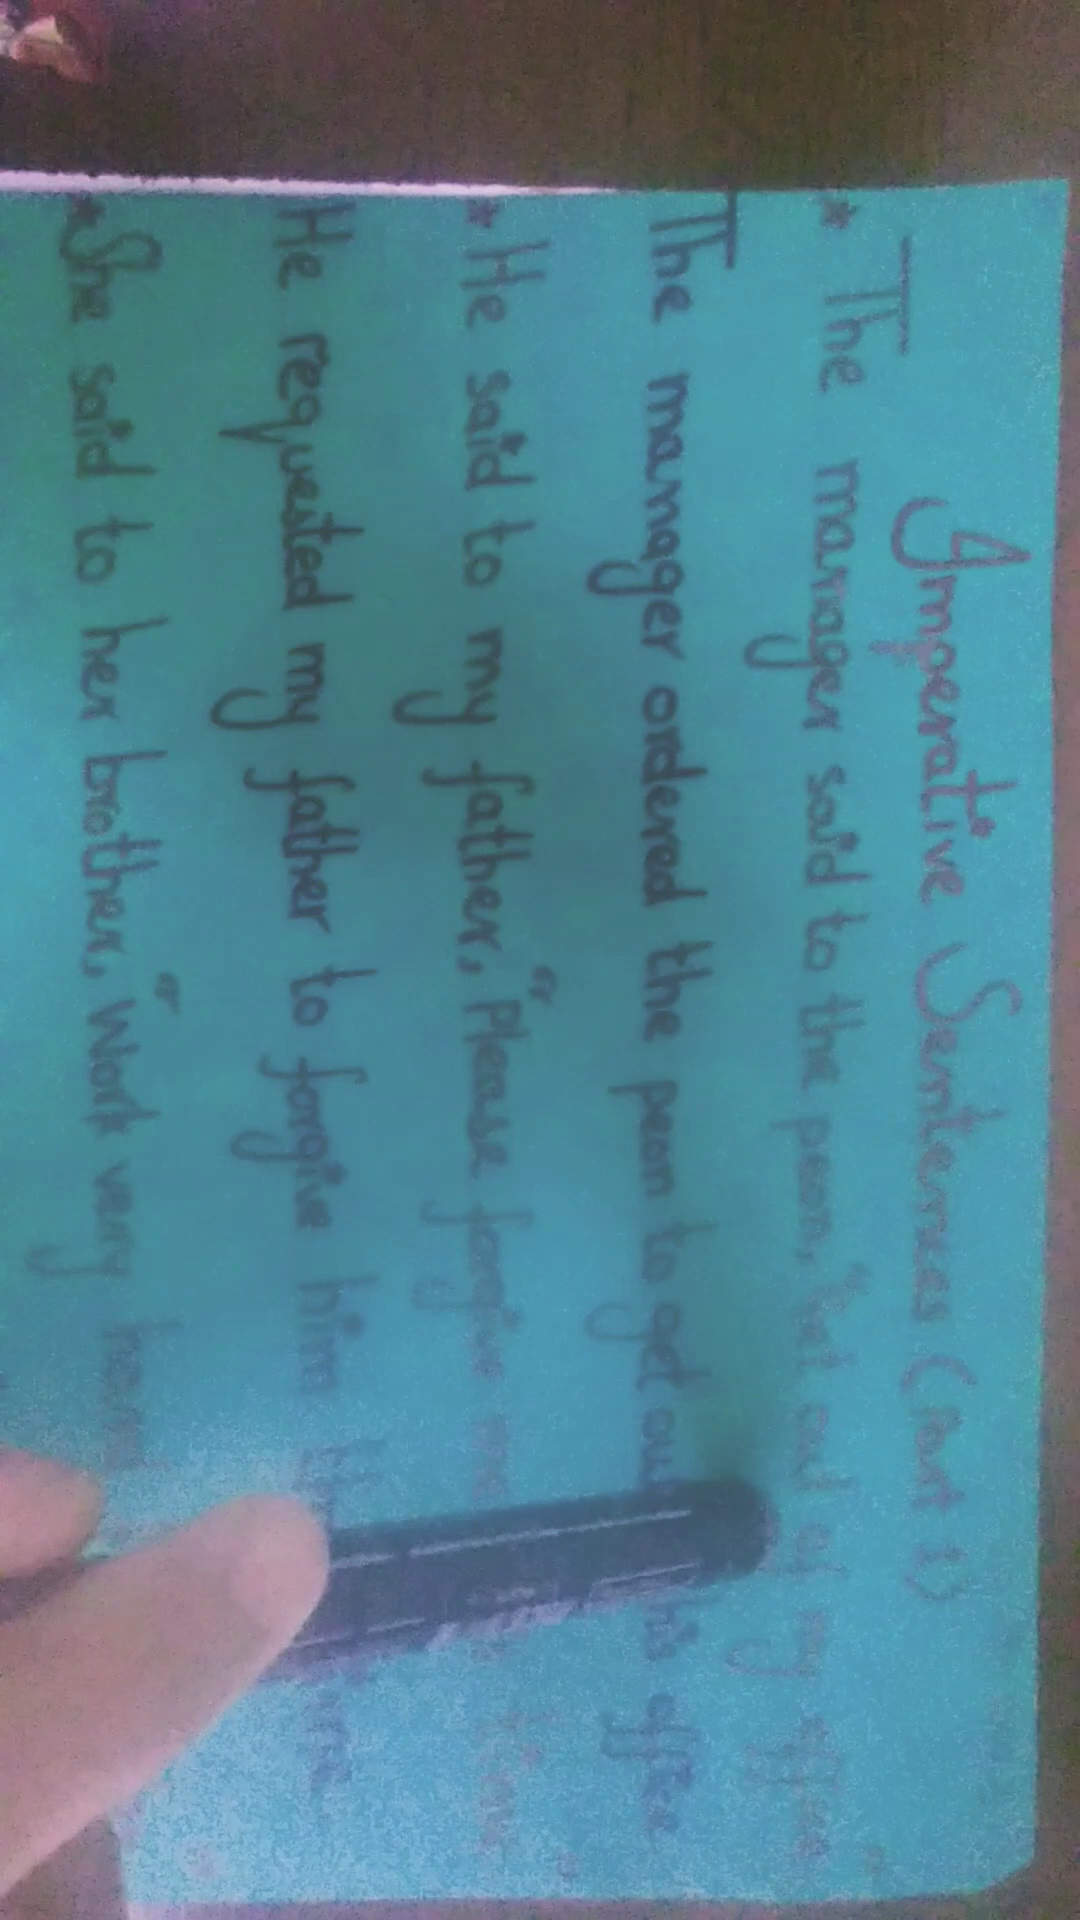 Imperative Sentences (Part 1)
* The manager said to the peon, "Get out of my office"
The manager ordered the peon to get out his office
* He said to my father, "Please forgive me time"
He requested my father to forgive him
* She said to her brother, "Work very hard